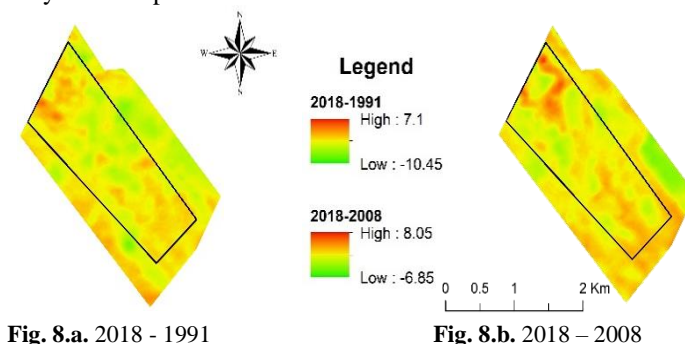 N
W E
N
Legend
2018-1991
High : 7.1
Low : -10.45
2018-2008
High : 8.05
Low : -6.85
0 0.5 1 2 Km
Fig. 8.a. 2018 - 1991
Fig. 8.b. 2018 – 2008